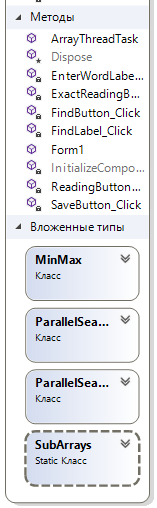 Методы
ArrayThreadTask
Dispose
EnterWordLabe...
ExactReadingB...
FindButton_Click
FindLabel_Click
Form1
InitializeCompo...
ReadingButton...
SaveButton_Click
Вложенные типы
MinMax
Класс
ParallelSea...
Класс
ParallelSea...
Класс
SubArrays
Static Класс